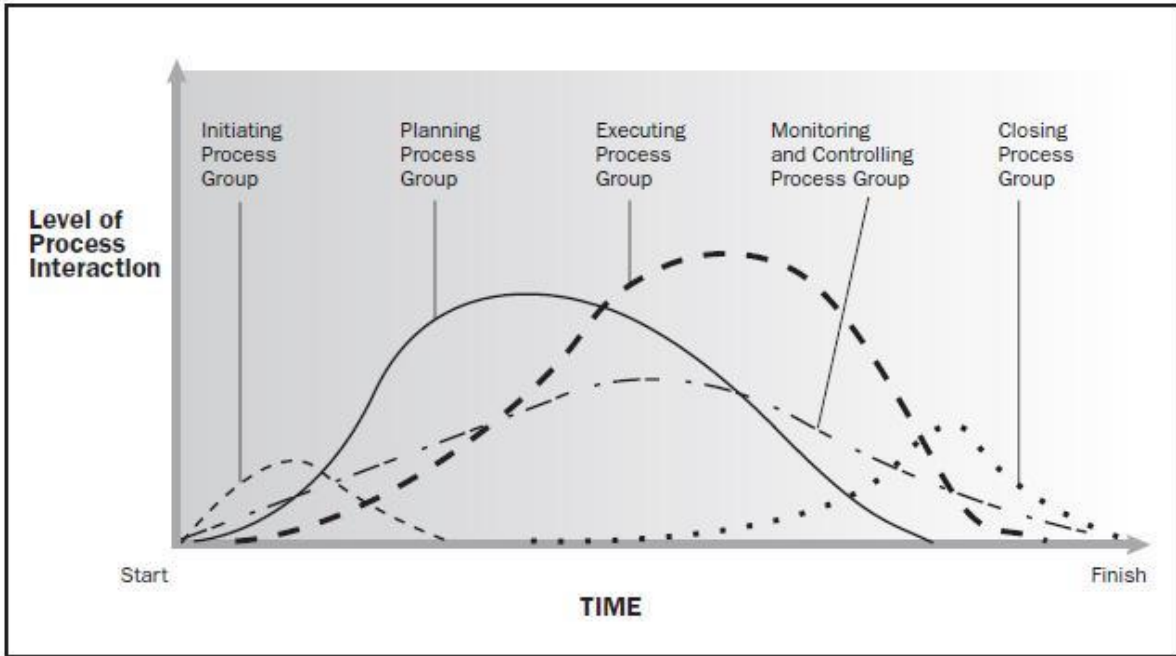 Initiating
Process
Group
Planning
Process
Group
Executing
Process
Group
Monitoring
and Controlling
Process Group
Closing
Process
Group
Level of
Process
Interaction
Start
Finish
TIME